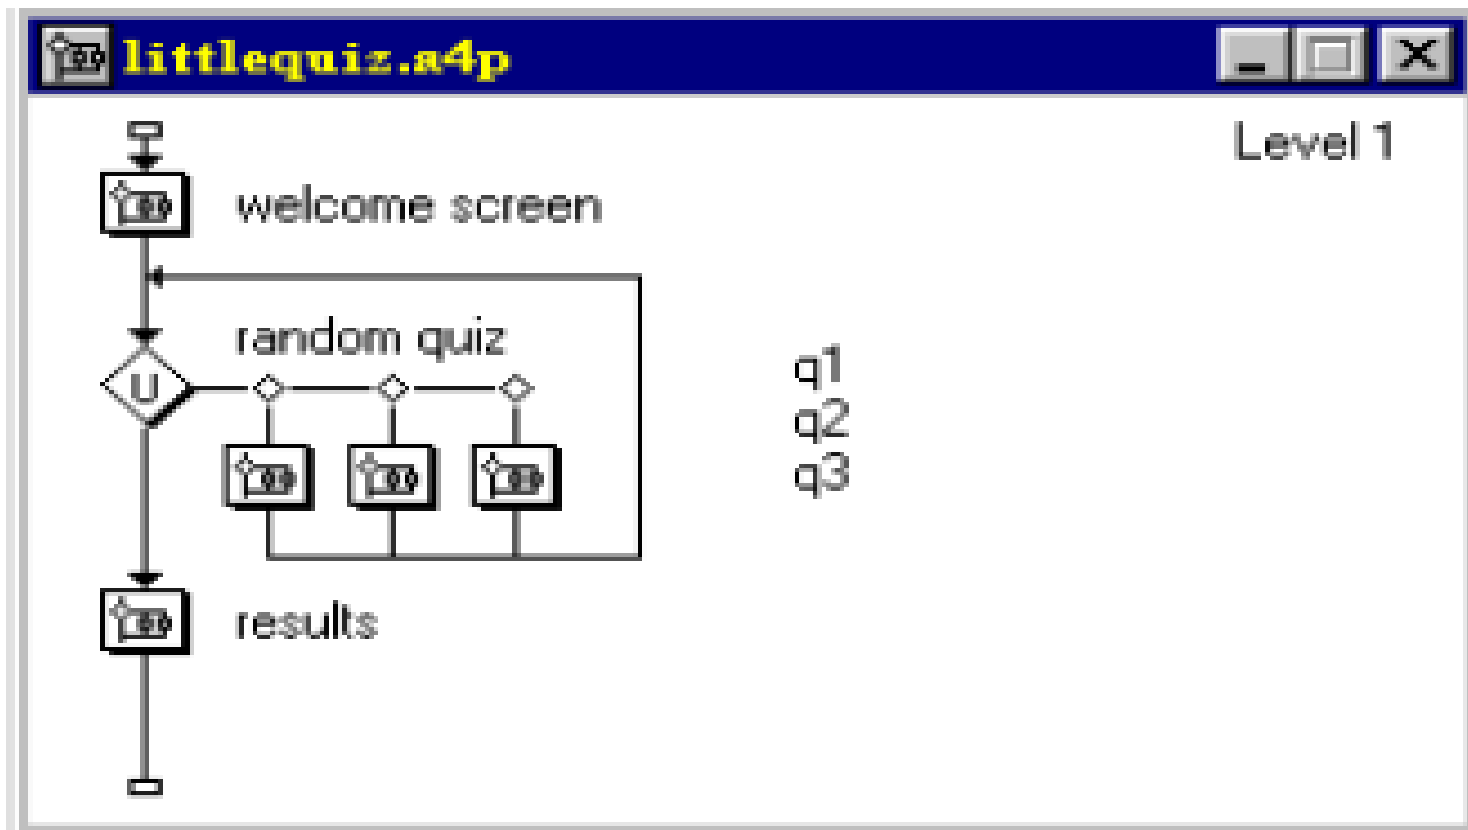 littlequiz.a4p
Level 1
welcome screen
random quiz
U
q1
q2
q3
results